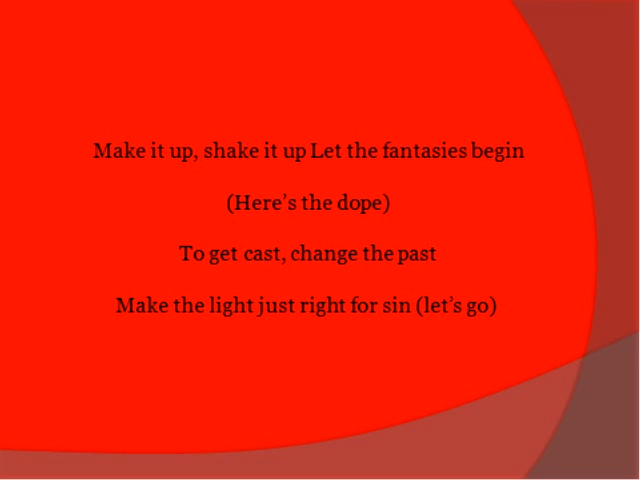 Make it up, shake it up Let the fantasies begin
(Here’s the dope)
To get cast, change the past
Make the light just right for sin (let’s go)